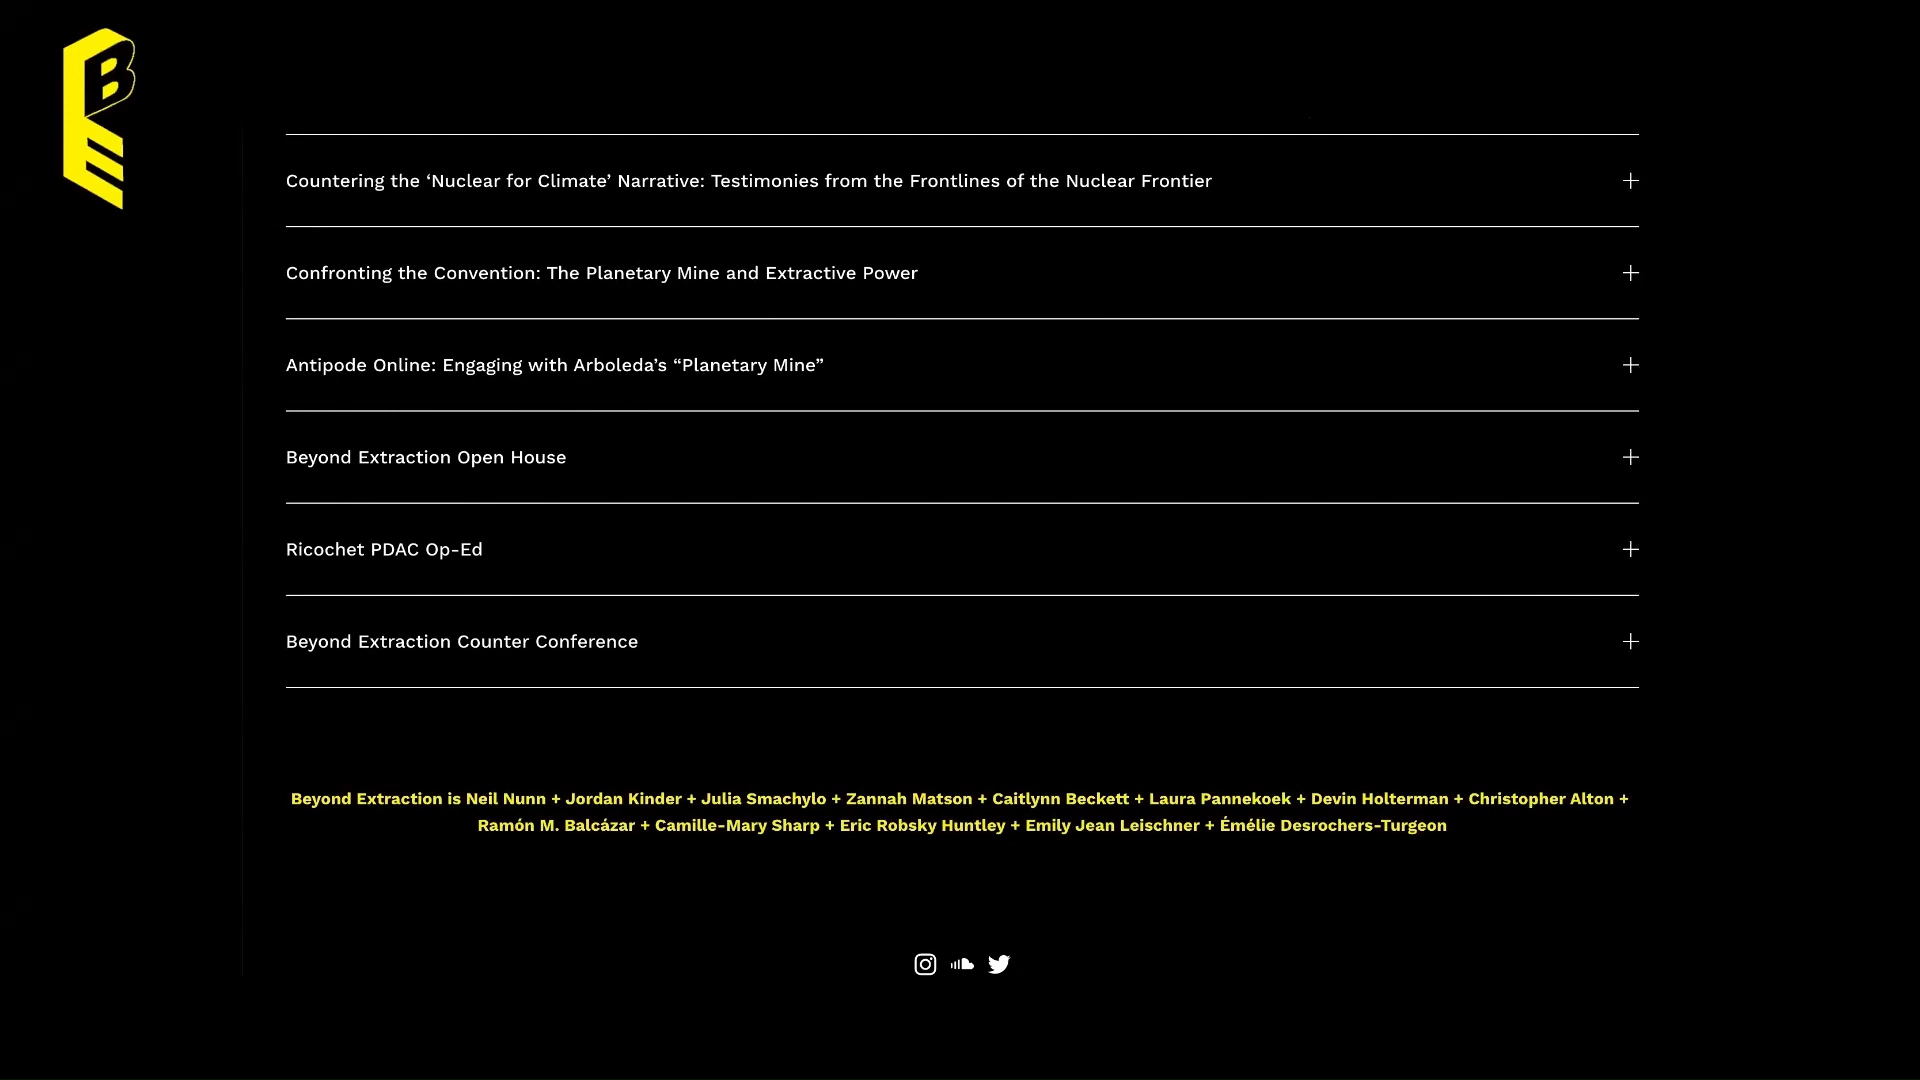 BE
Countering the ‘Nuclear for Climate’ Narrative: Testimonies from the Frontlines of the Nuclear Frontier
Confronting the Convention: The Planetary Mine and Extractive Power
Antipode Online: Engaging with Arboleda’s “Planetary Mine”
Beyond Extraction Open House
Ricochet PDAC Op-Ed
Beyond Extraction Counter Conference
Beyond Extraction is Neil Nunn + Jordan Kinder + Julia Smachylo + Zannah Matson + Caitlynn Beckett + Laura Pannekoek + Devin Holterman + Christopher Alton +
Ramón M. Balcázar + Camille-Mary Sharp + Eric Robsky Huntley + Emily Jean Leischner + Émélie Desrochers-Turgeon